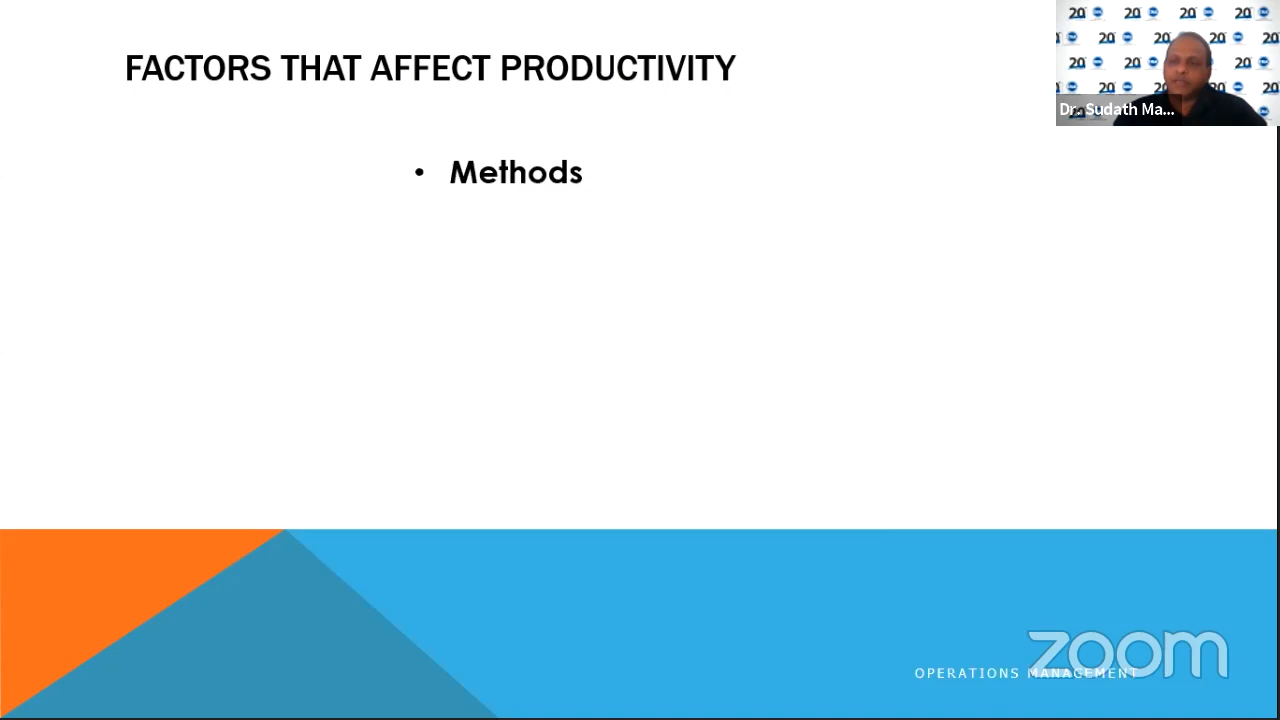 FACTORS THAT AFFECT PRODUCTIVITY
Dr. Sudath Ma...
• Methods
OPERATIONS MANAGEMENT
zoom